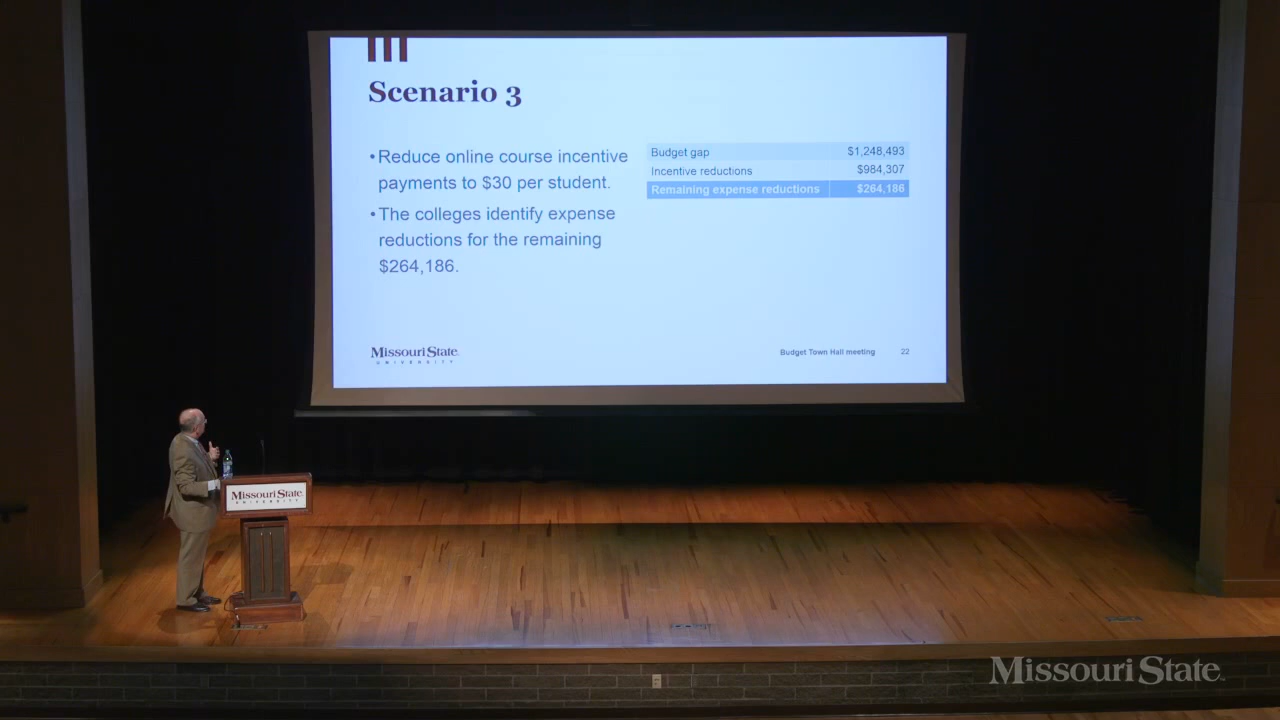 Scenario 3
•Reduce online course incentive
payments to $30 per student.
•The colleges identify expense
reductions for the remaining
$264,186.
Budget gap $1,248,493
Incentive reductions $984,307
Remaining expense reductions $264,186
Missouri State
UNIVERSITY
Budget Town Hall meeting 22
Missouri State
UNIVERSITY
Missouri State